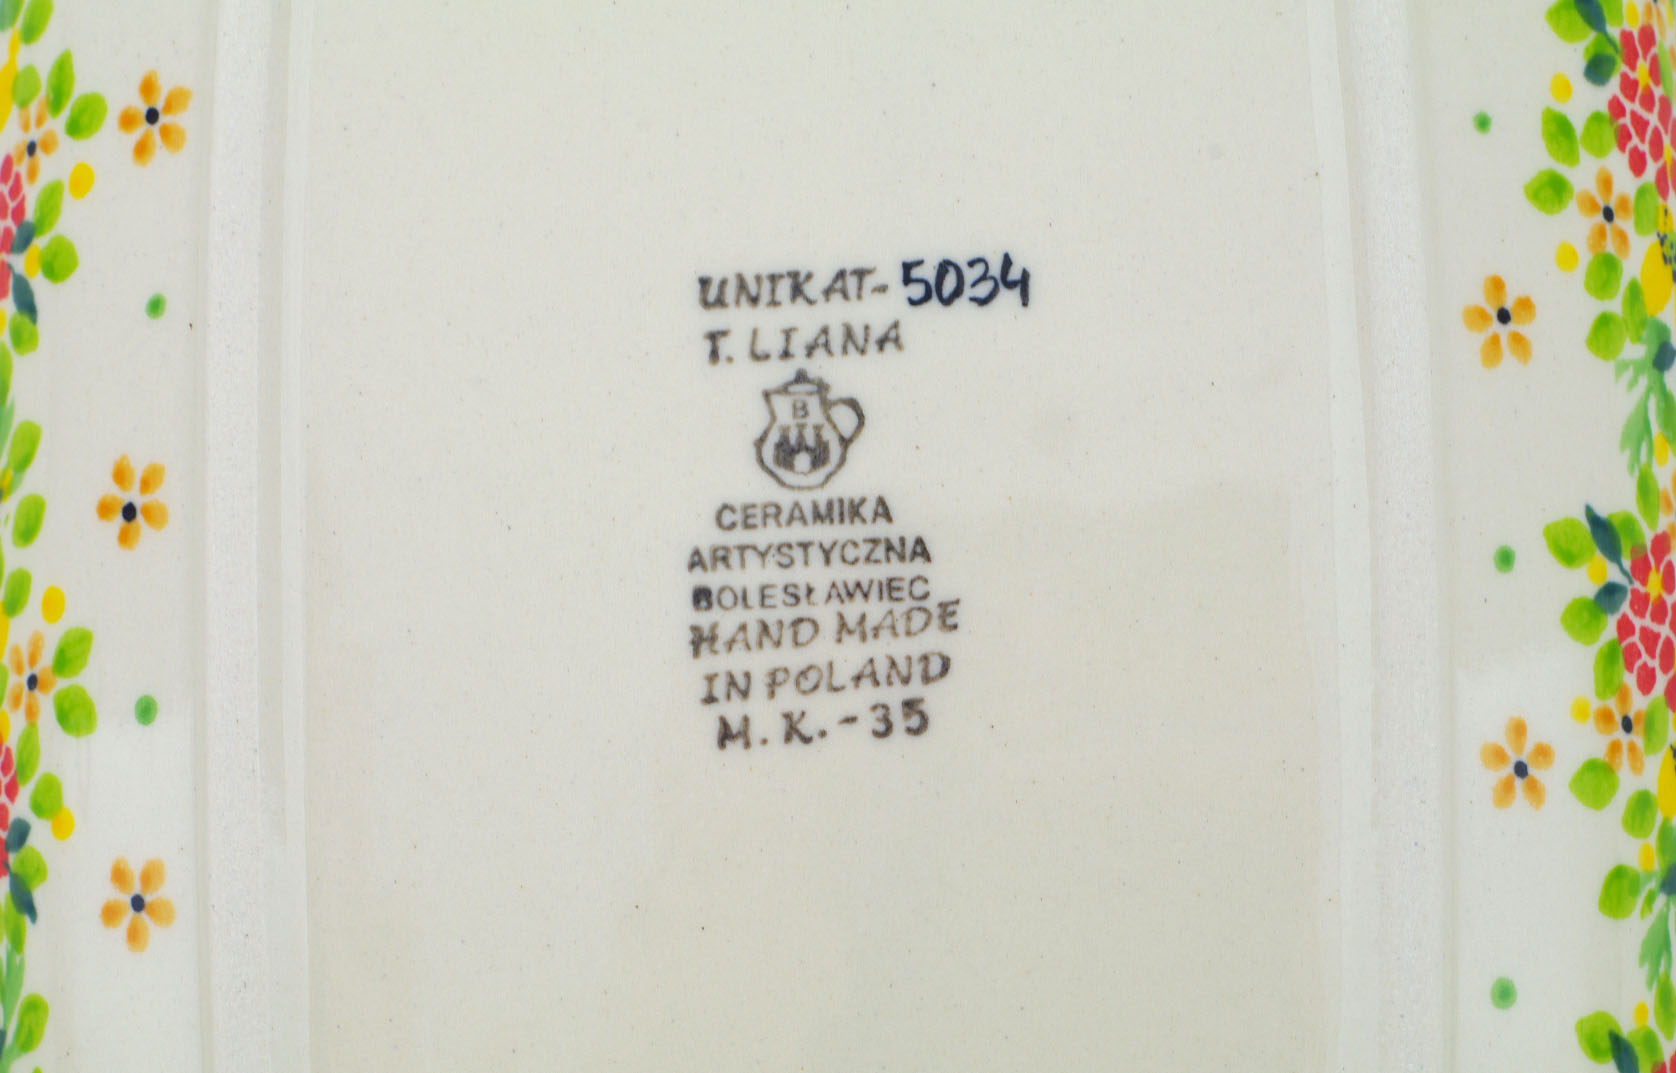 UNIKAT-5034
T. LIANA
B
CERAMIKA
ARTYSTYCZNA
BOLESŁAWIEC
HAND MADE
IN POLAND
M. K. -35